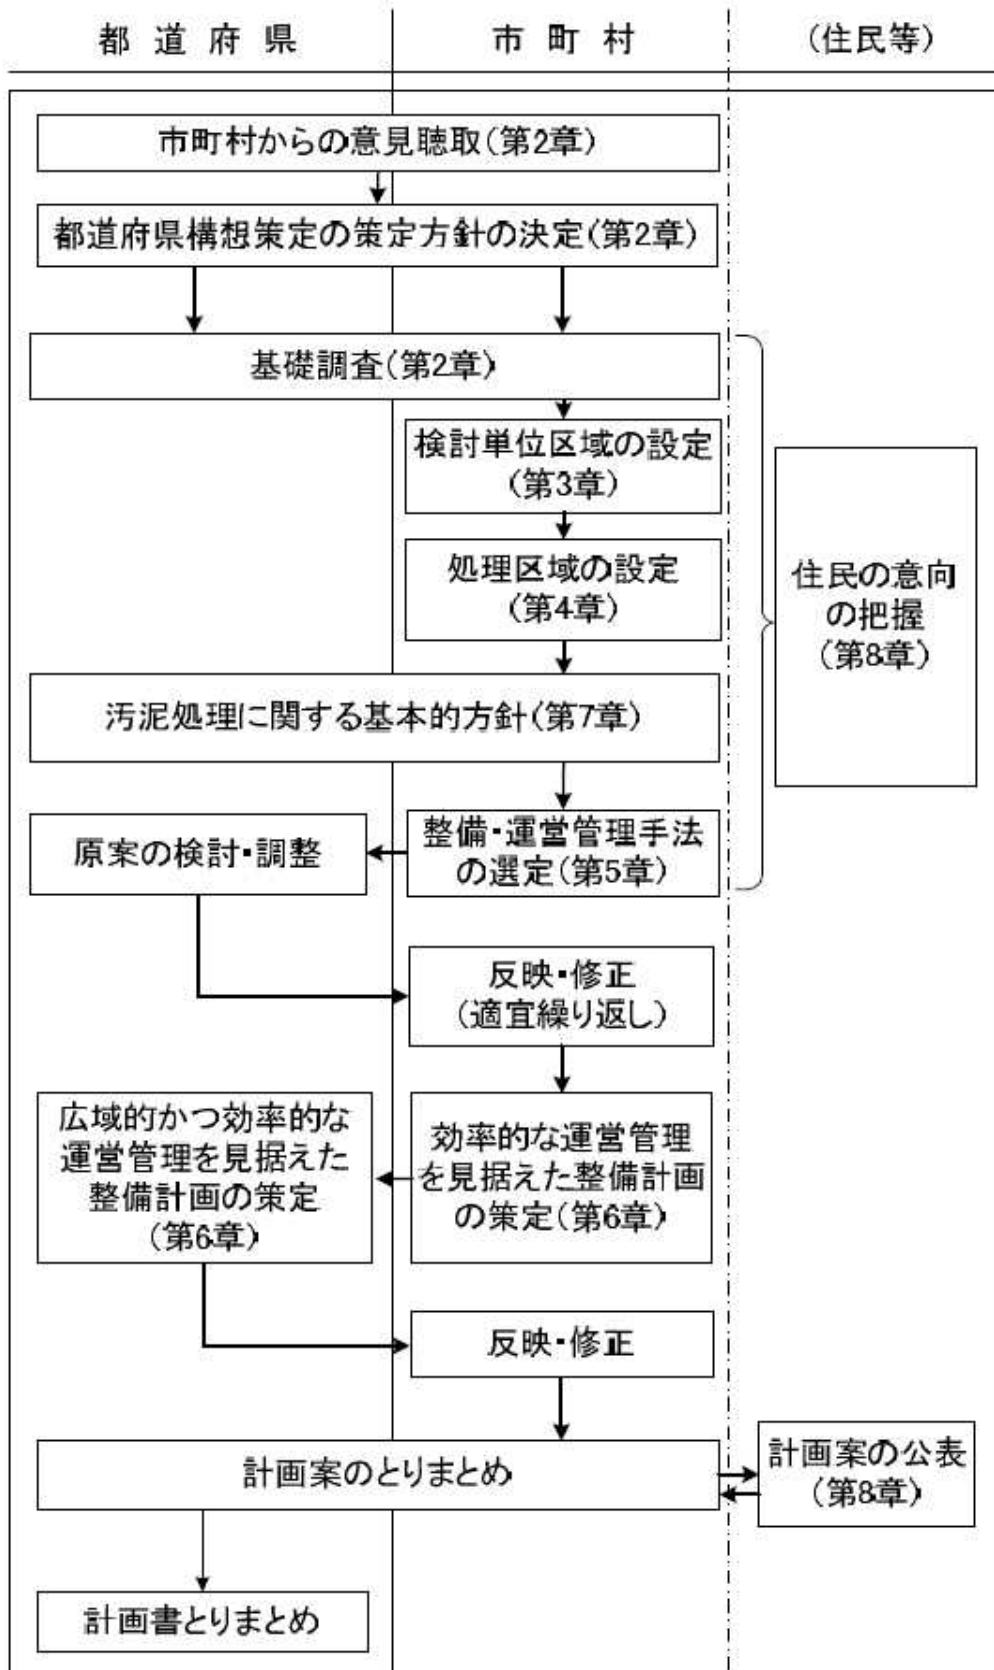 都道府県
市町村
(住民等)
市町村からの意見聴取(第2章)
都道府県構想策定の策定方針の決定(第2章)
基礎調査(第2章)
検討単位区域の設定
(第3章)
処理区域の設定
(第4章)
住民の意向
の把握
(第8章)
汚泥処理に関する基本的方針(第7章)
整備・運営管理手法
の選定(第5章)
原案の検討・調整
反映・修正
(適宜繰り返し)
広域的かつ効率的な
運営管理を見据えた
整備計画の策定
(第6章)
効率的な運営管理
を見据えた整備計画
の策定(第6章)
反映・修正
計画案のとりまとめ
計画案の公表
(第8章)
計画書とりまとめ